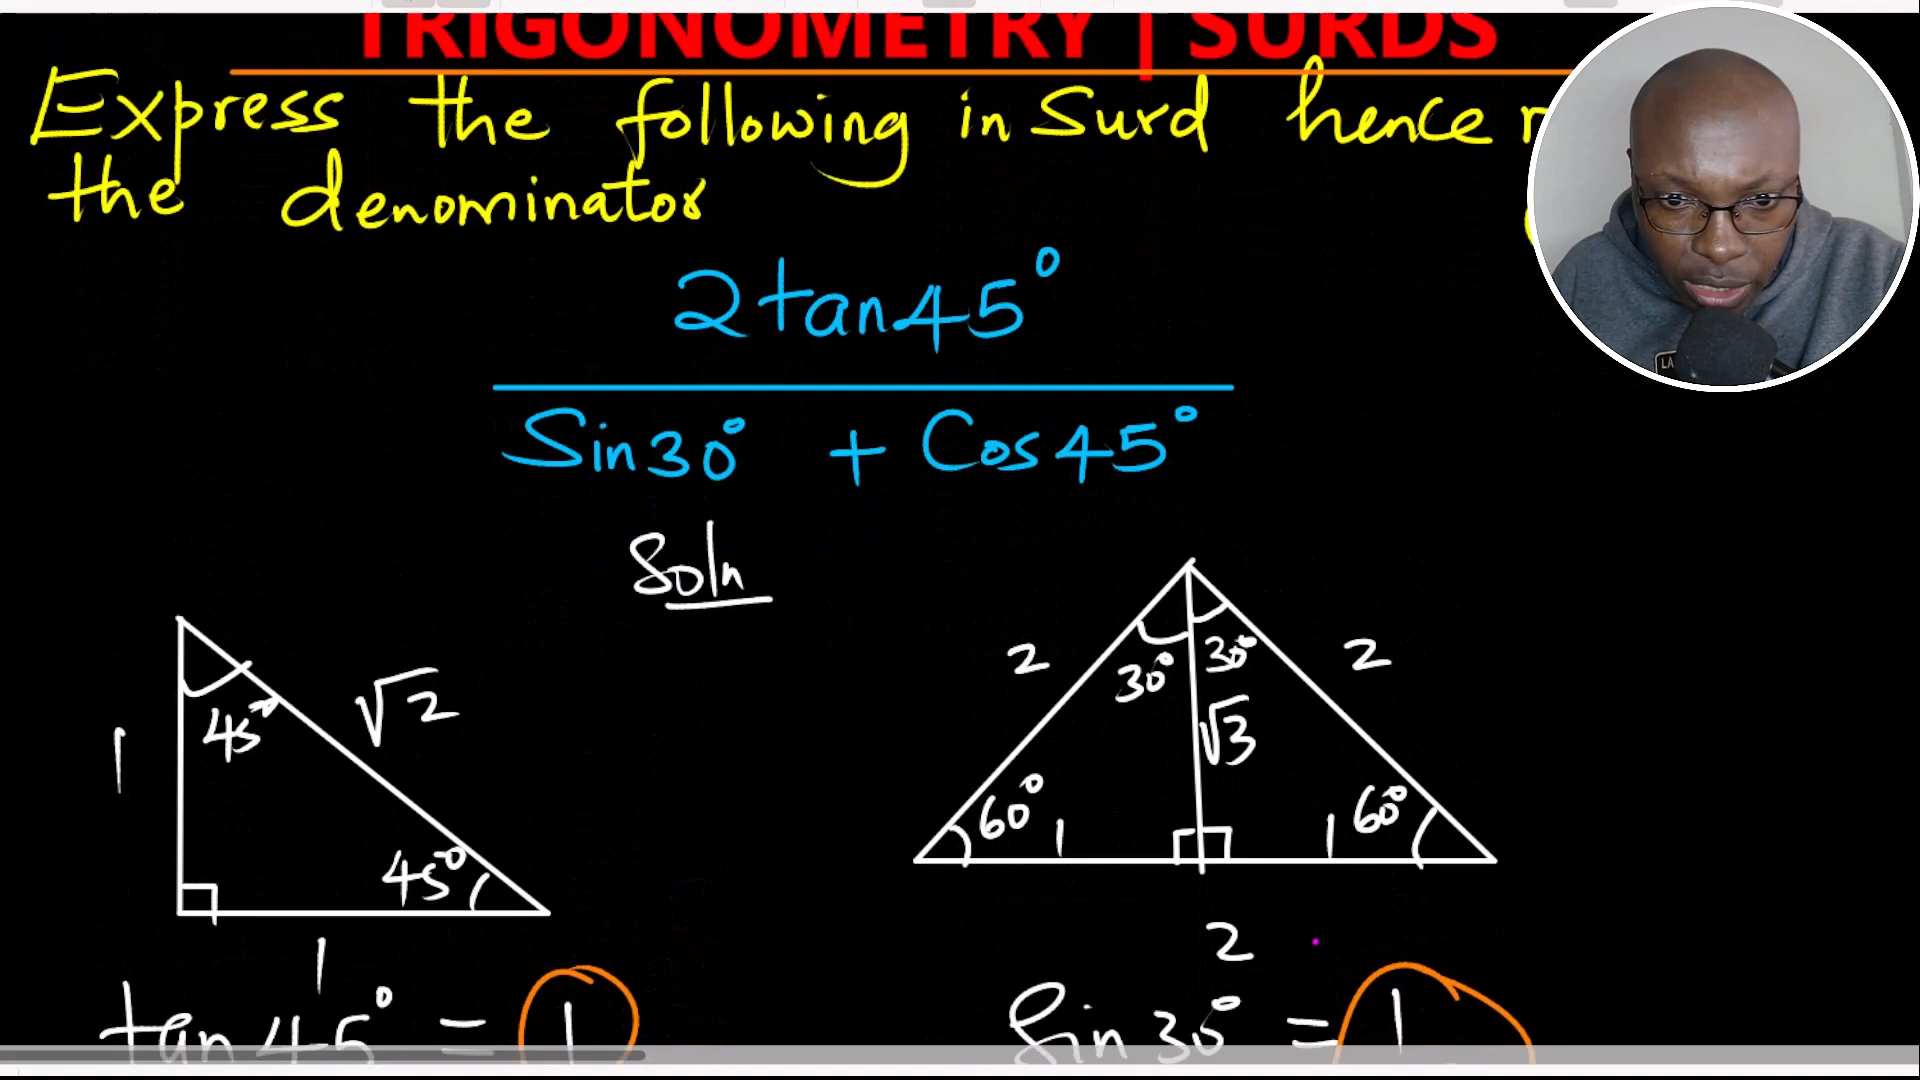 TRIGONOMETRY | SURDS
Express the following in Surd hence
the denominator
2tan45°
Sin30° + Cos45°
Soln
1
45°
√2
45°
1
2
30°
30°
2
√3
60°
1
1
60°
2
tan45° = 1
Sin30° = 1
LA